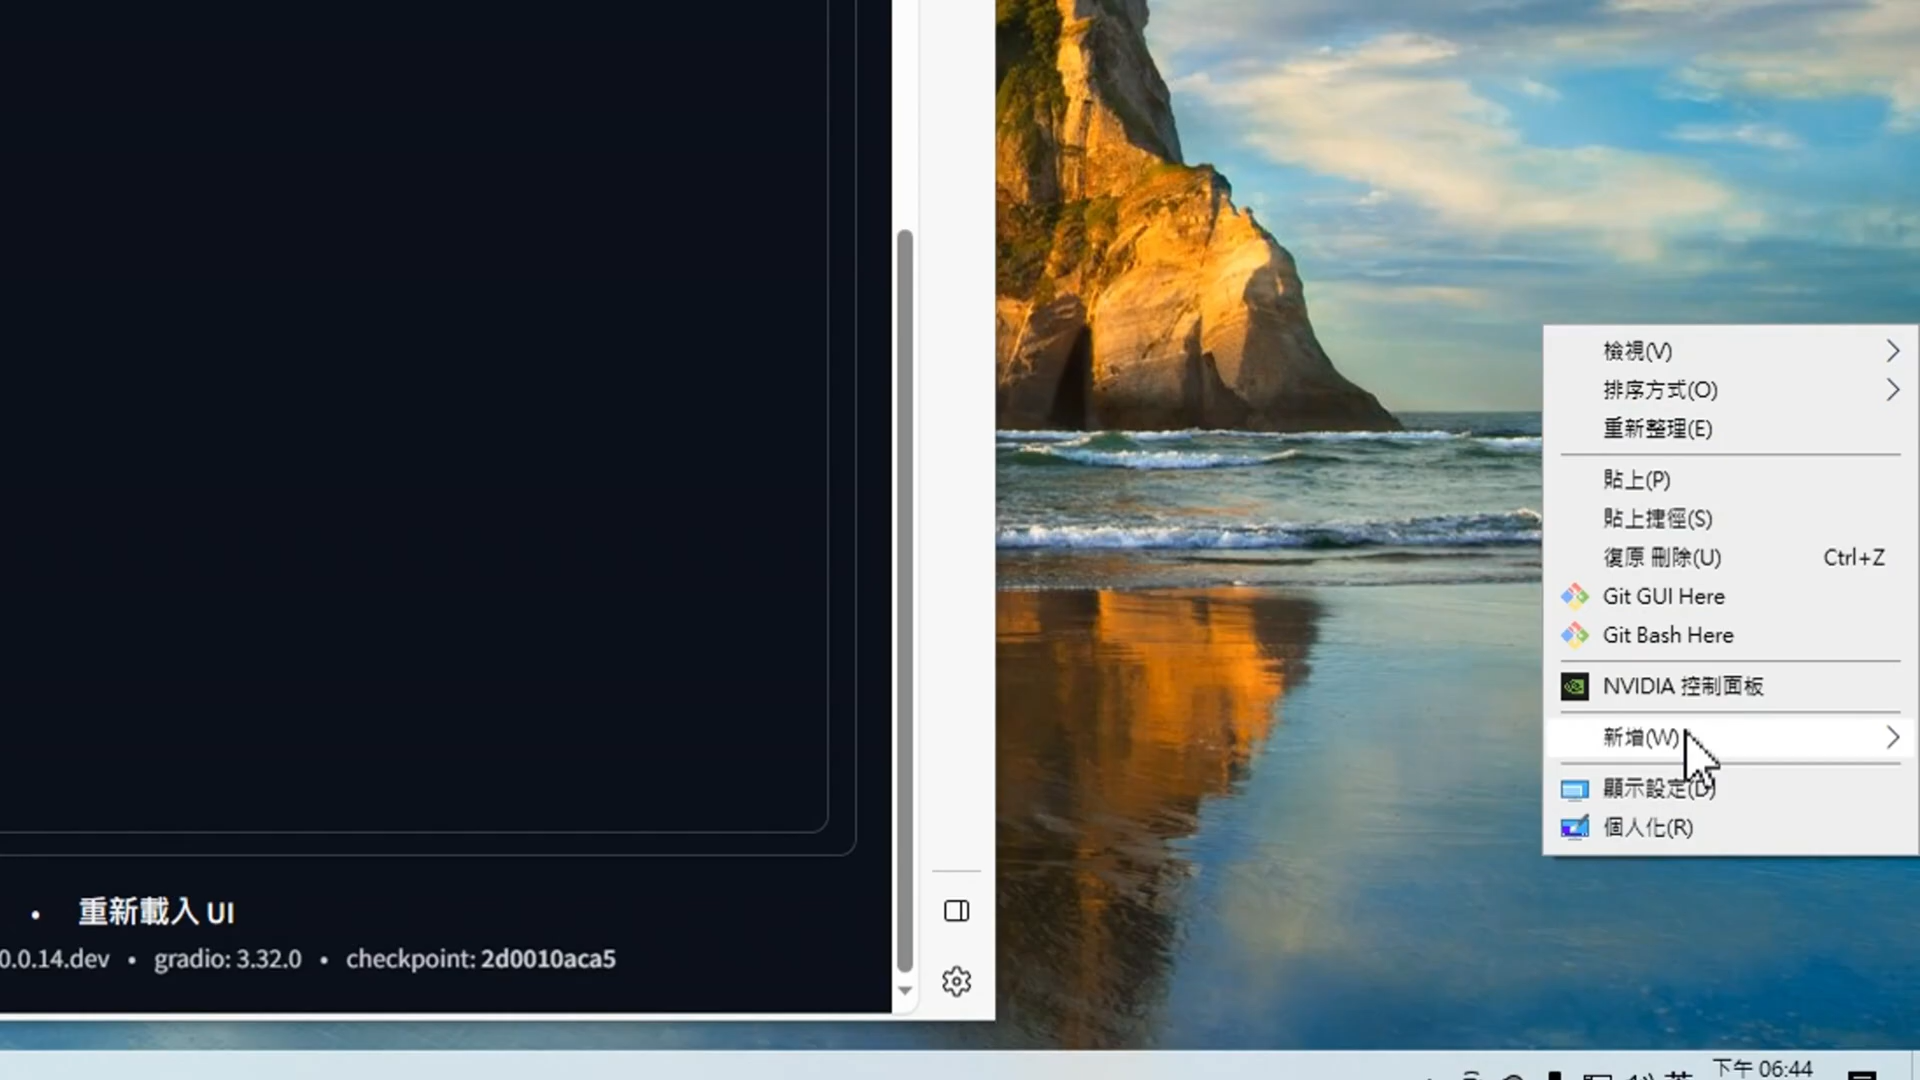 檢視(V)
排序方式(O)
重新整理(E)
貼上(P)
貼上捷徑(S)
復原 刪除(U) Ctrl+Z
Git GUI Here
Git Bash Here
NVIDIA 控制面板
新增(W)
顯示設定(D)
個人化(R)
• 重新載入 UI
0.0.14.dev • gradio: 3.32.0 • checkpoint: 2d0010aca5
英 下午 06:44